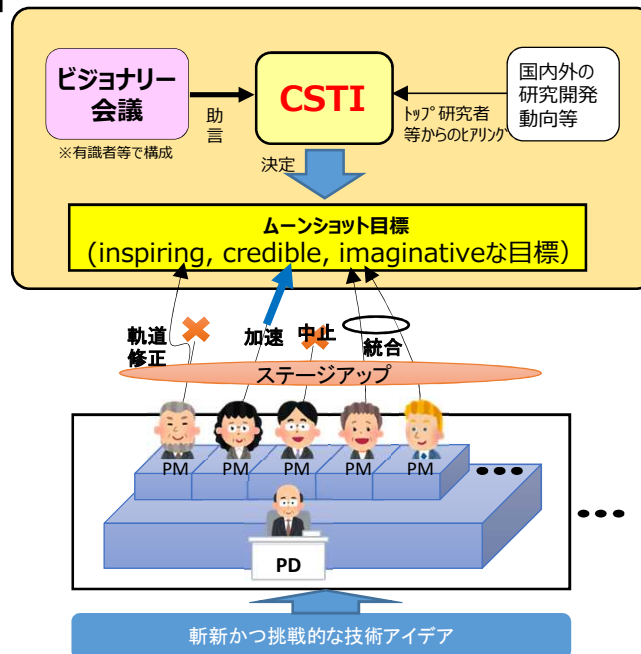 ビジョナリー
会議
※有識者等で構成
助
言
CSTI
トップ研究者
等からのヒアリング
国内外の
研究開発
動向等
決定
ムーンショット目標
(inspiring, credible, imaginativeな目標)
軌道
修正
加速
中止
統合
ステージアップ
PM
PM
PM
PM
PM
●●●
●●●
PD
斬新かつ挑戦的な技術アイデア